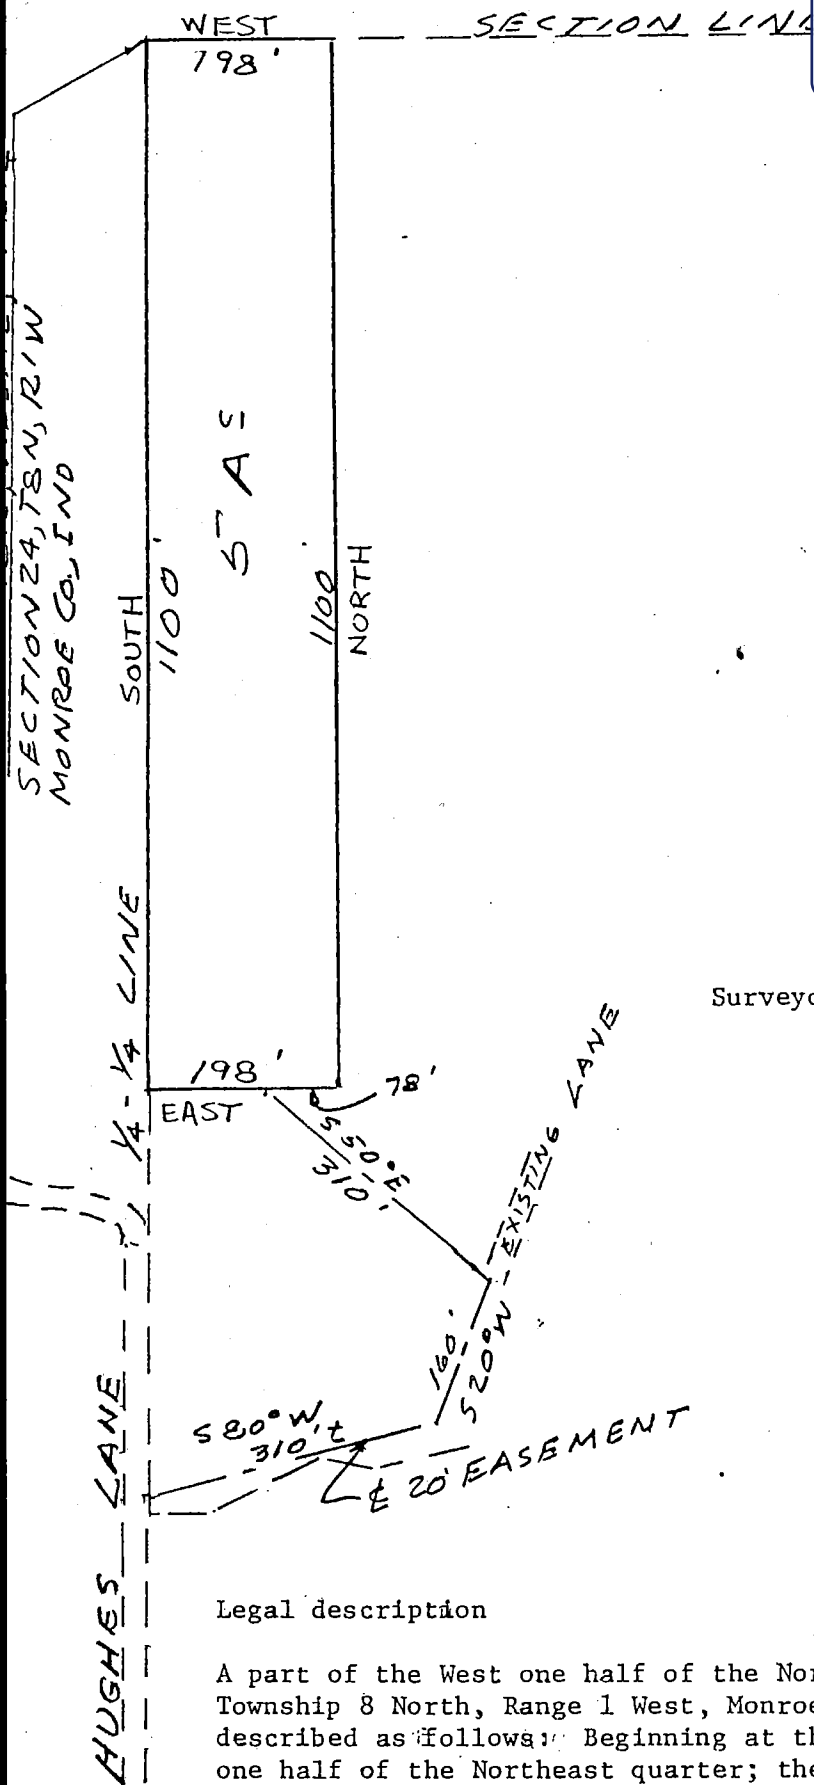 WEST
SECTION LINE
198'
SECTION 24, T8N, R1W
MONROE CO., IND
5 AS
SOUTH
1100'
1100'
NORTH
1/4-1/4 LINE
198'
EAST
78'
S 50°E
310'
EXISTING LANE
160'
S20°W
S 80°W
310'±
℄ 20' EASEMENT
HUGHES LANE
Surveyo
Legal description
A part of the West one half of the Nor
Township 8 North, Range 1 West, Monroe
described as follows: Beginning at th
one half of the Northeast quarter; the